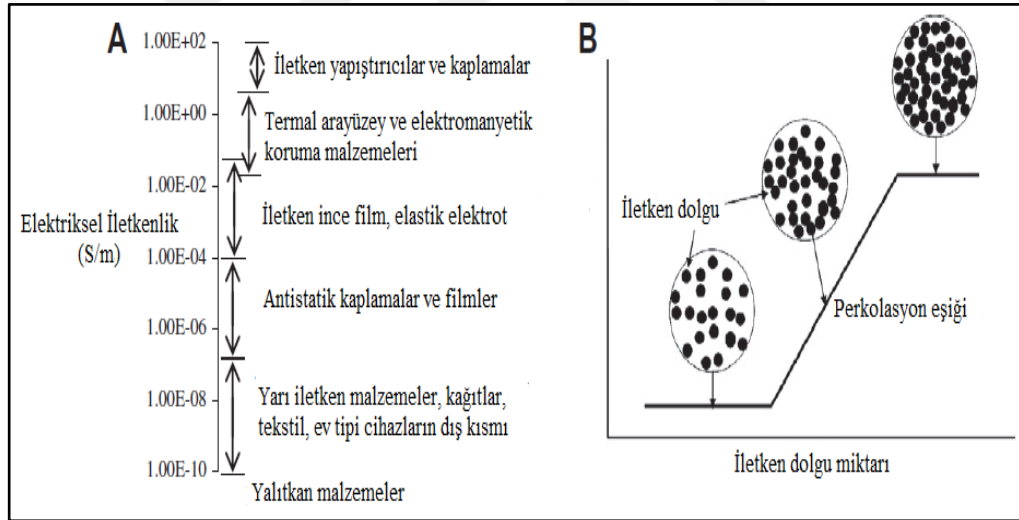 A
1.00E+02
İletken yapıştırıcılar ve kaplamalar
1.00E+00
Termal arayüzey ve elektromanyetik
koruma malzemeleri
1.00E-02
Elektriksel İletkenlik
(S/m)
İletken ince film, elastik elektrot
1.00E-04
Antistatik kaplamalar ve filmler
1.00E-06
1.00E-08
Yarı iletken malzemeler, kağıtlar,
tekstil, ev tipi cihazların dış kısmı
1.00E-10
Yalıtkan malzemeler
B
İletken dolgu
Perkolasyon eşiği
İletken dolgu miktarı